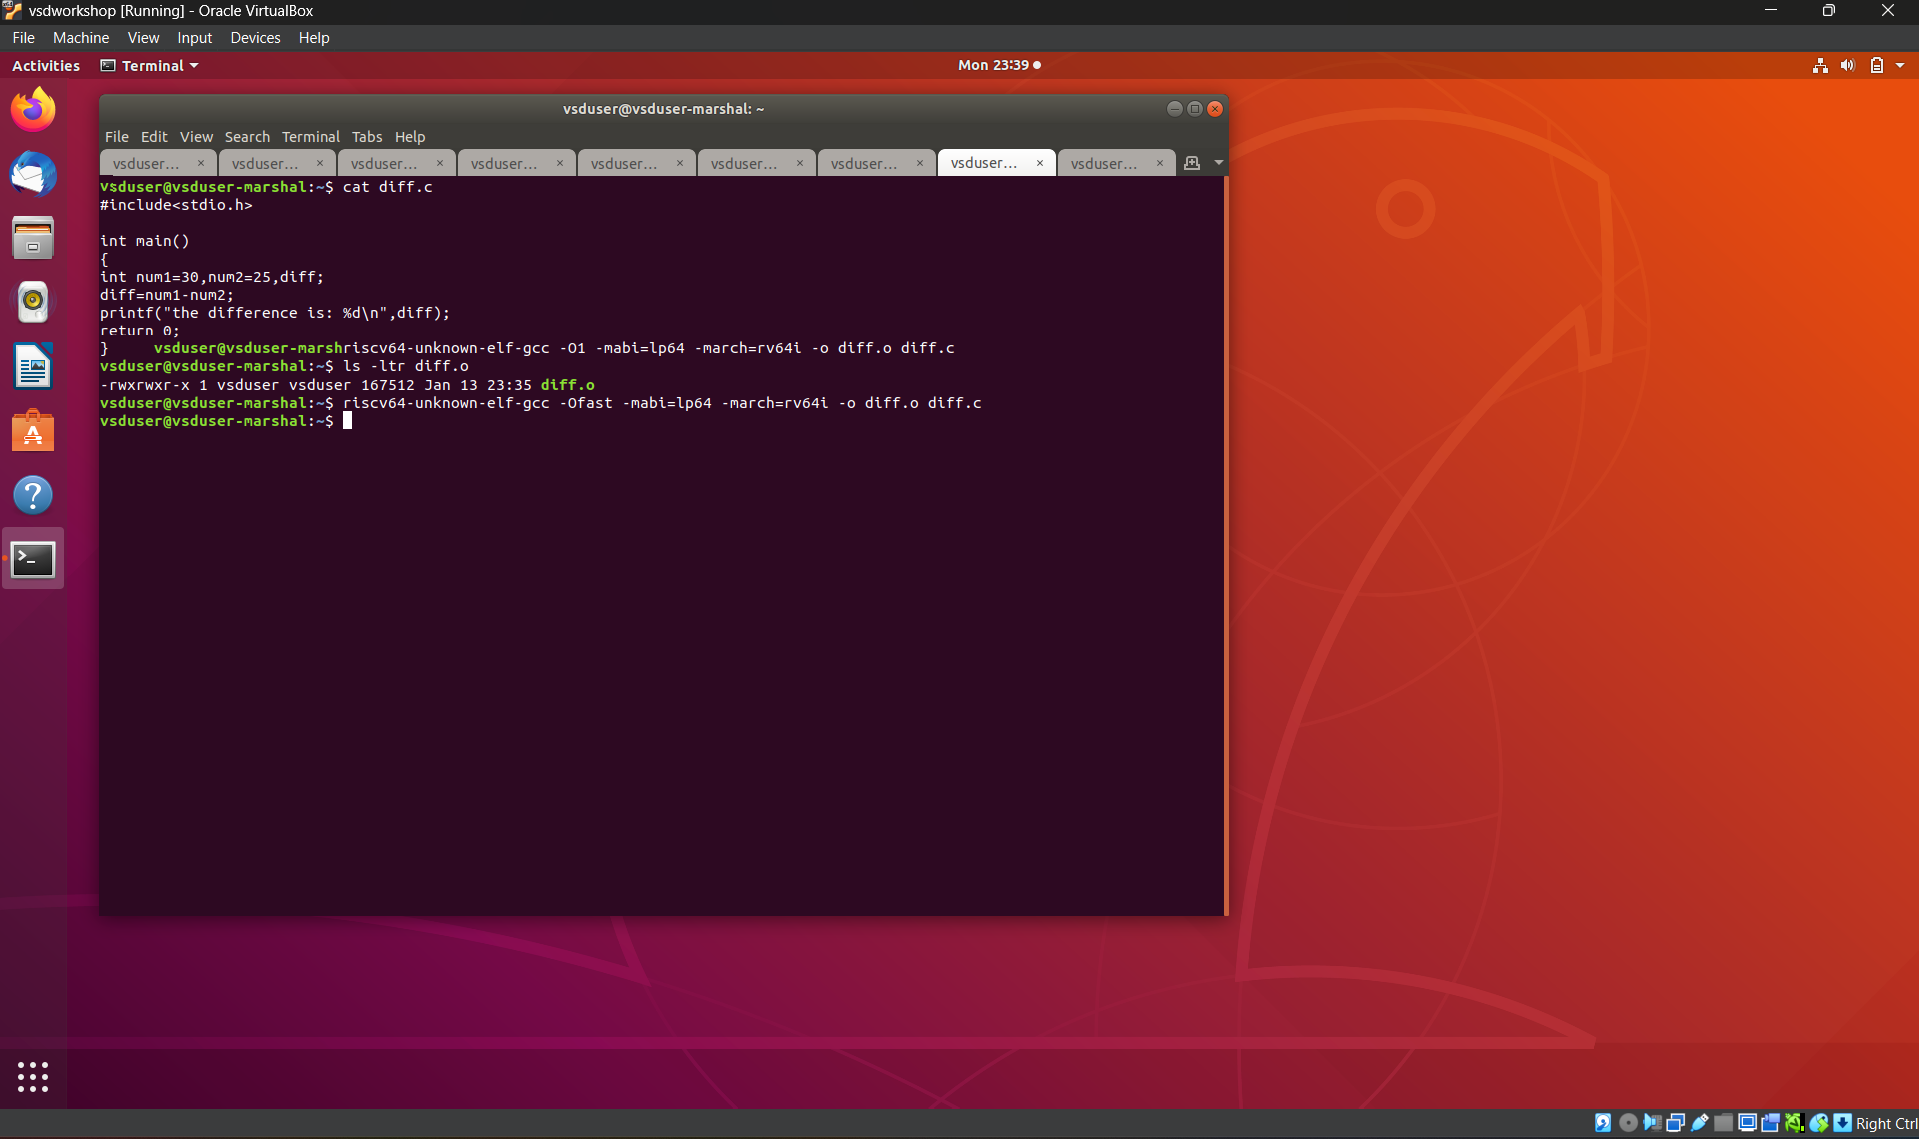 vsdworkshop [Running] - Oracle VirtualBox
File Machine View Input Devices Help
Activities Terminal Mon 23:39
vsduser@vsduser-marshal: ~
File Edit View Search Terminal Tabs Help
vsduser... vsduser... vsduser... vsduser... vsduser... vsduser... vsduser... vsduser... vsduser...
vsduser@vsduser-marshal:~$ cat diff.c
#include<stdio.h>
int main()
{
int num1=30,num2=25,diff;
diff=num1-num2;
printf("the difference is: %d\n",diff);
return 0;
} vsduser@vsduser-marshriscv64-unknown-elf-gcc -O1 -mabi=lp64 -march=rv64i -o diff.o diff.c
vsduser@vsduser-marshal:~$ ls -ltr diff.o
-rwxrwxr-x 1 vsduser vsduser 167512 Jan 13 23:35 diff.o
vsduser@vsduser-marshal:~$ riscv64-unknown-elf-gcc -Ofast -mabi=lp64 -march=rv64i -o diff.o diff.c
vsduser@vsduser-marshal:~$
Right Ctrl